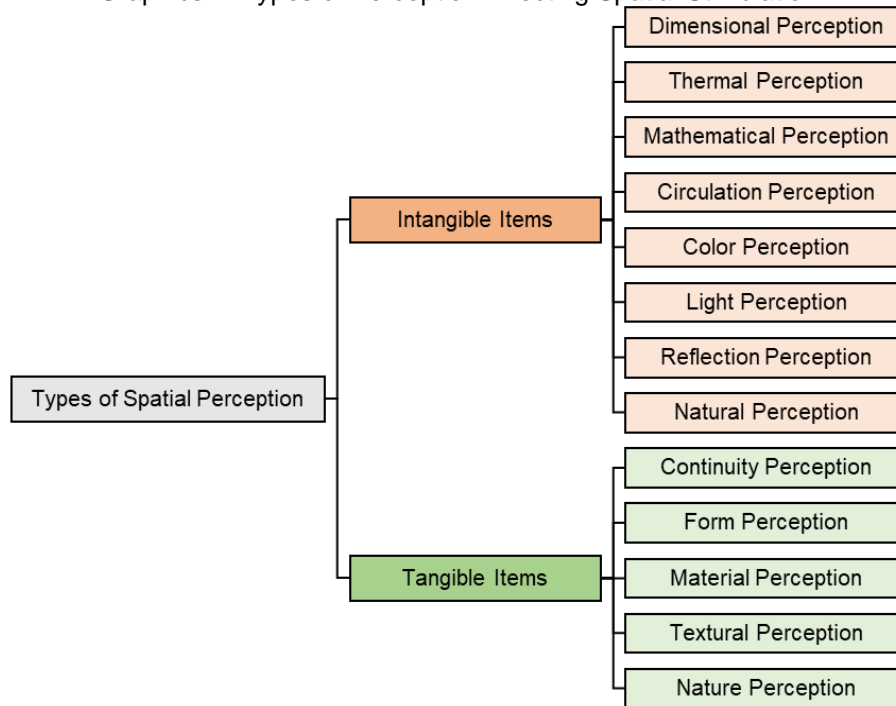 Dimensional Perception
Thermal Perception
Mathematical Perception
Circulation Perception
Intangible Items
Color Perception
Light Perception
Reflection Perception
Types of Spatial Perception
Natural Perception
Continuity Perception
Form Perception
Tangible Items
Material Perception
Textural Perception
Nature Perception